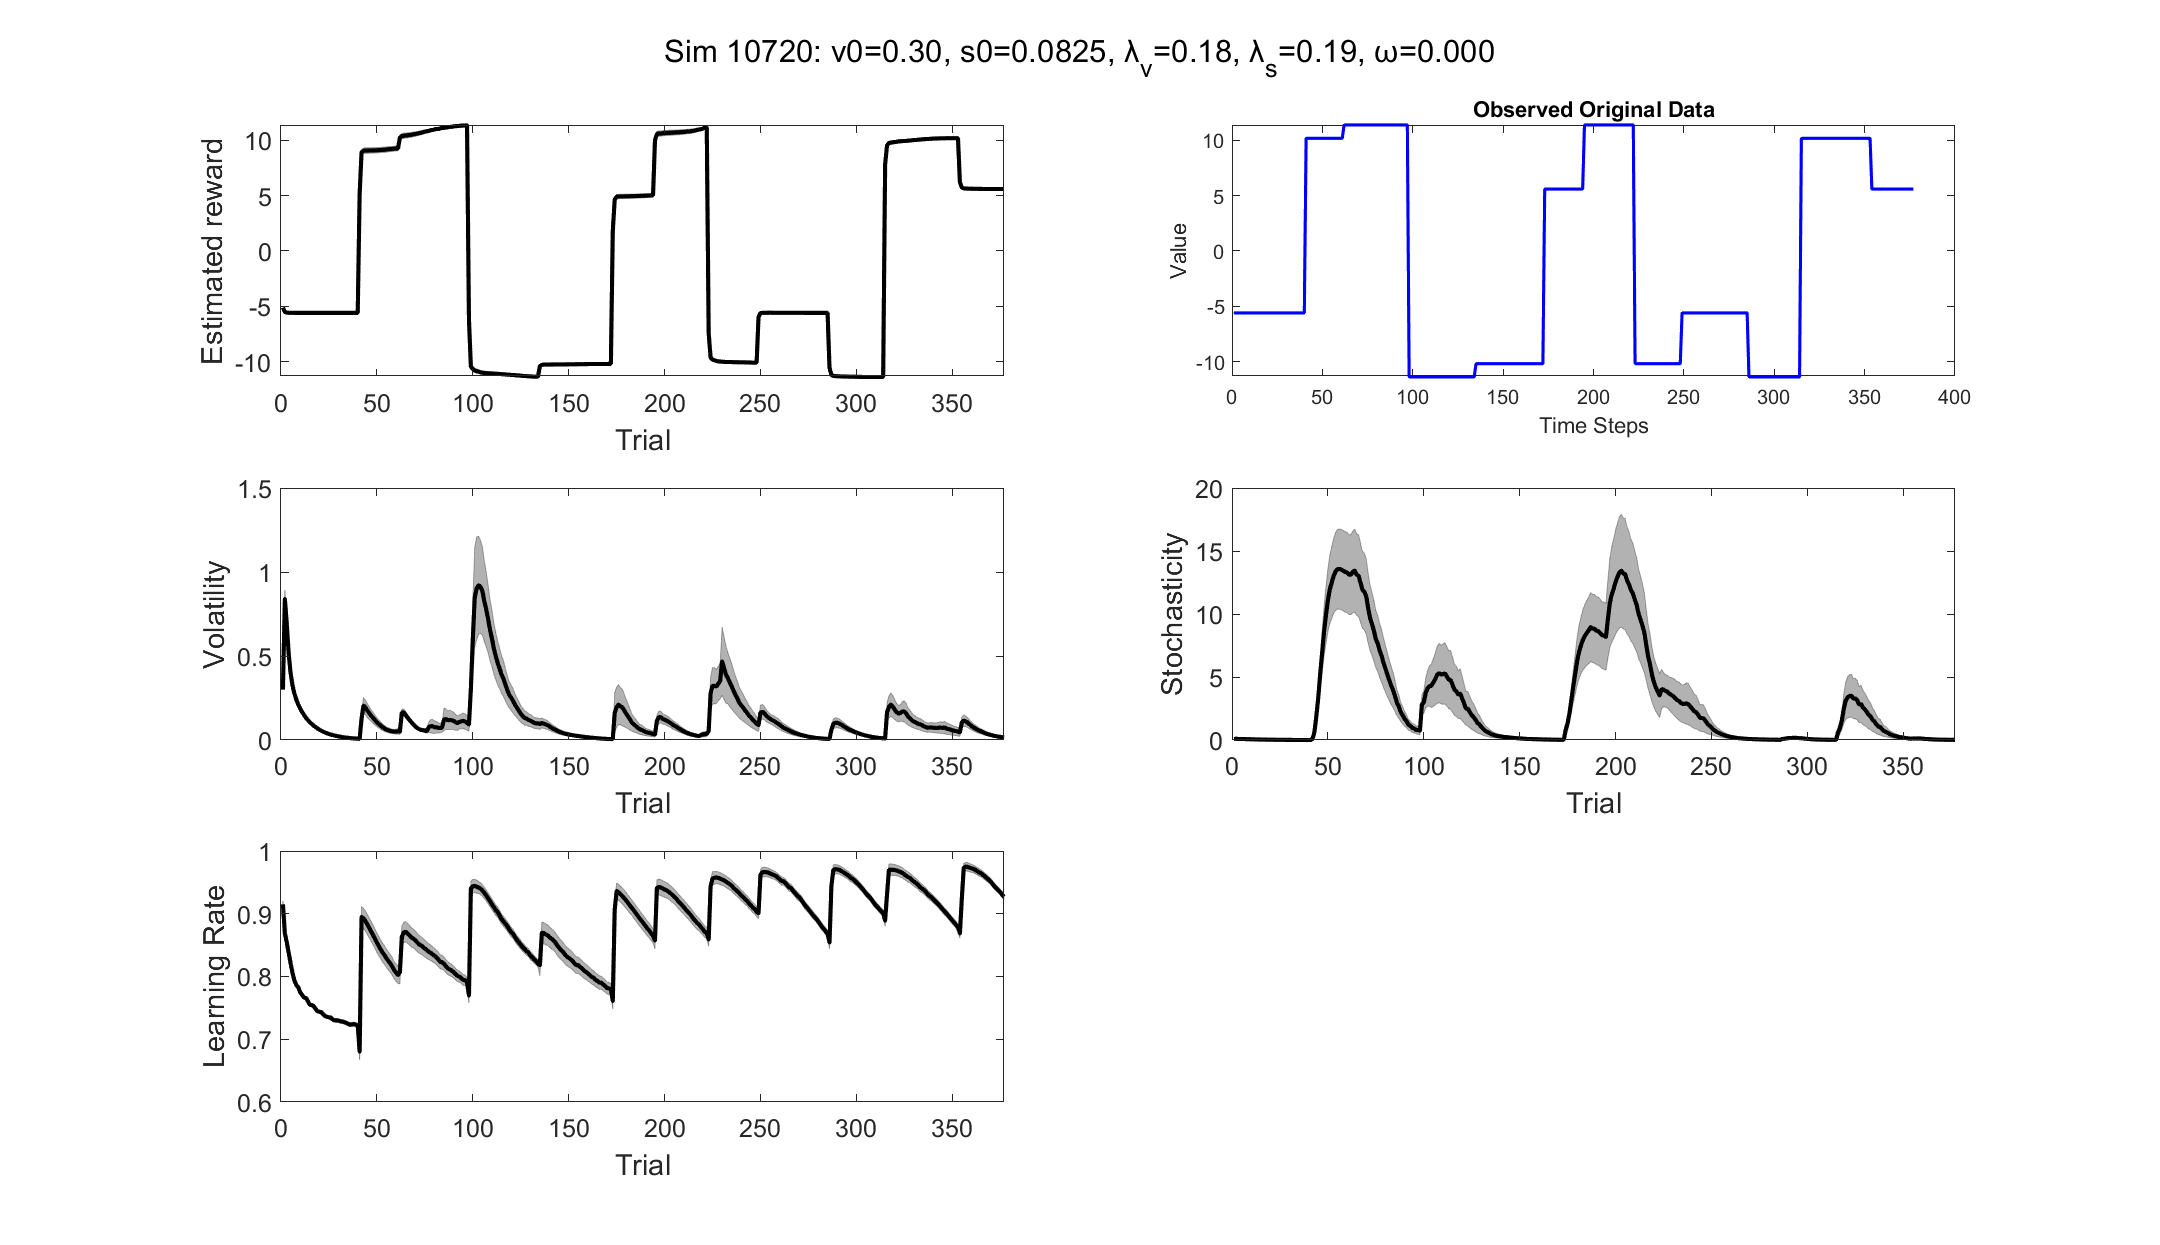 Sim 10720: v0=0.30, s0=0.0825, λ_v=0.18, λ_s=0.19, ω=0.000
Estimated reward
10
5
0
-5
-10
0 50 100 150 200 250 300 350
Trial
Observed Original Data
Value
10
5
0
-5
-10
0 50 100 150 200 250 300 350 400
Time Steps
Volatility
1.5
1
0.5
0
0 50 100 150 200 250 300 350
Trial
Stochasticity
20
15
10
5
0
0 50 100 150 200 250 300 350
Trial
Learning Rate
1
0.9
0.8
0.7
0.6
0 50 100 150 200 250 300 350
Trial